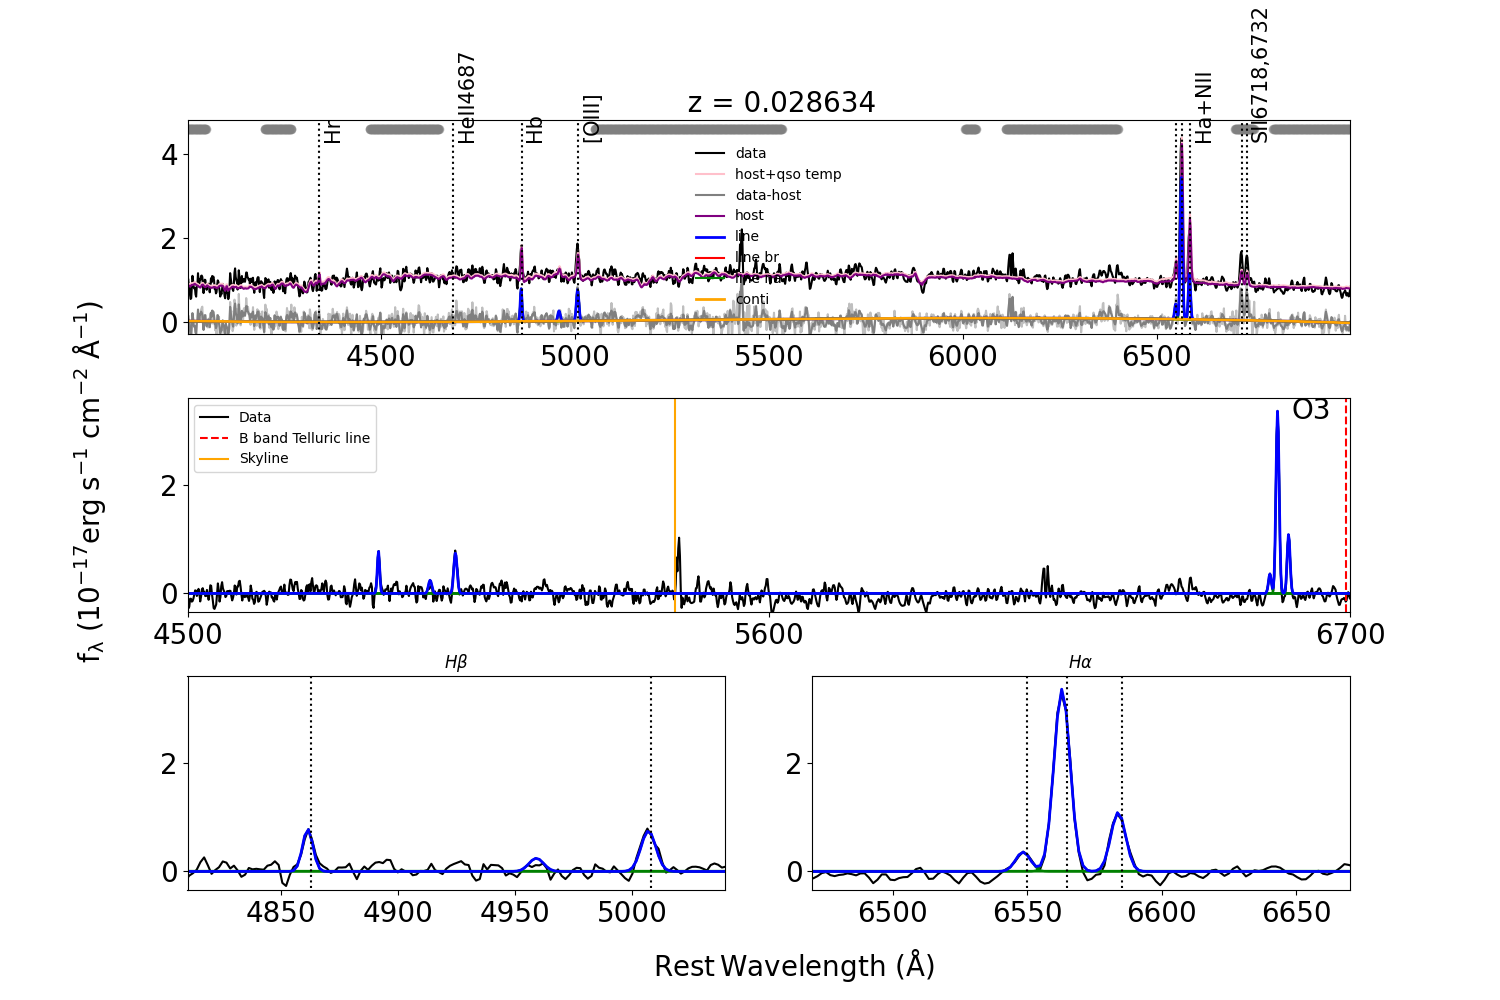 z = 0.028634
Hr
HeII4687
Hb
[OIII]
Ha+NII
SII6718,6732
data
host+qso temp
data-host
host
line
line br
conti
4
2
0
4500 5000 5500 6000 6500
Data
B band Telluric line
Skyline
O3
2
0
4500 5600 6700
fλ (10−17erg s−1 cm−2 Å−1)
Hβ
2
0
4850 4900 4950 5000
Hα
2
0
6500 6550 6600 6650
Rest Wavelength (Å)